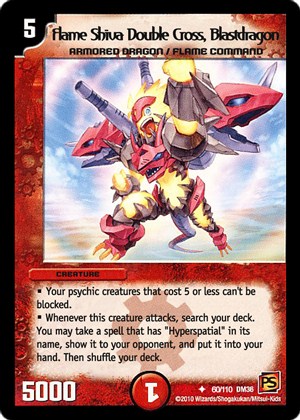 5 Flame Shiva Double Cross, Blastdragon
ARMORED DRAGON / FLAME COMMAND
CREATURE
▪ Your psychic creatures that cost 5 or less can't
be blocked.
▪ Whenever this creature attacks, search your deck.
You may take a spell that has "Hyperspatial" in its
name, show it to your opponent, and put it into your
hand. Then shuffle your deck.
5000
1
60/110 DM38
PS
©2010 Wizards/Shogakukan/Mitsui-Kids